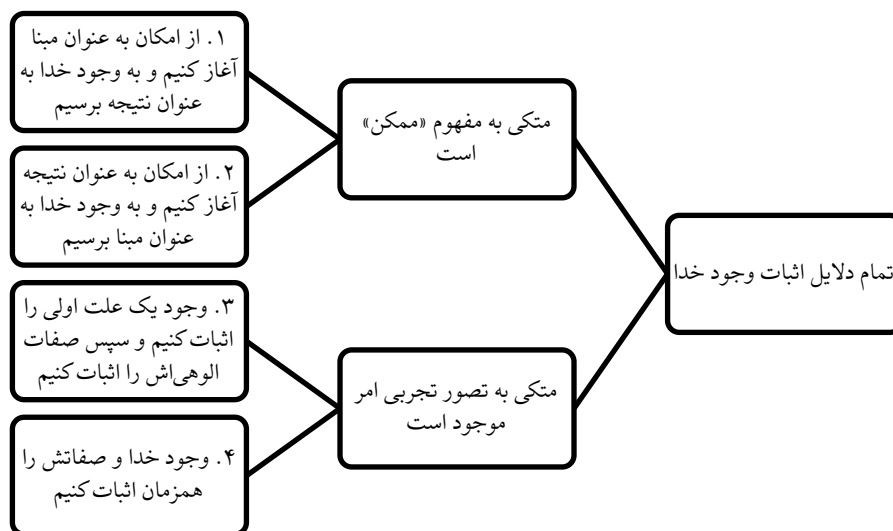 تمام دلایل اثبات وجود خدا
متکی به مفهوم «ممکن»
است
۱. از امکان به عنوان مبنا
آغاز کنیم و به وجود خدا به
عنوان نتیجه برسیم
۲. از امکان به عنوان نتیجه
آغاز کنیم و به وجود خدا به
عنوان مبنا برسیم
متکی به تصور تجربی امر
موجود است
۳. وجود یک علت اولی را
اثبات کنیم و سپس صفات
الوهی‌اش را اثبات کنیم
۴. وجود خدا و صفاتش را
همزمان اثبات کنیم